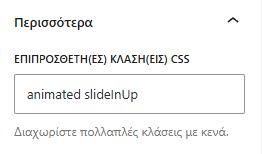 Περισσότερα
ΕΠΙΠΡΟΣΘΕΤΗ(ΕΣ) ΚΛΑΣΗ(ΕΙΣ) CSS
animated slideInUp
Διαχωρίστε πολλαπλές κλάσεις με κενά.